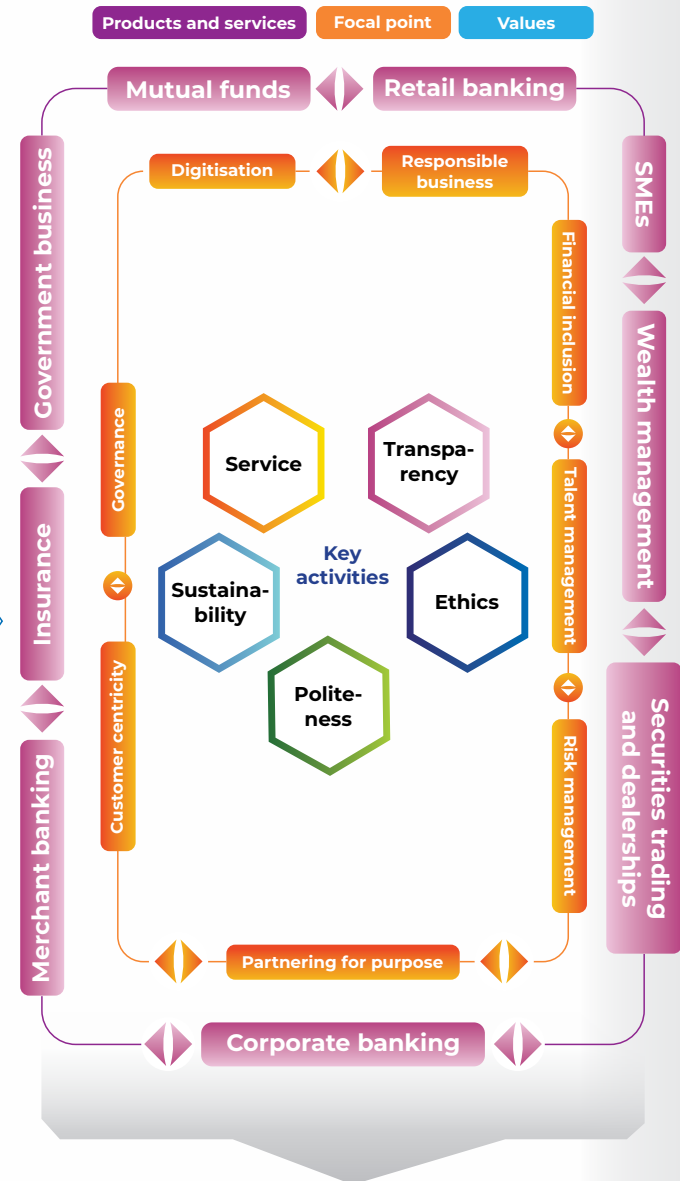 Products and services
Focal point
Values
Mutual funds
Retail banking
Government business
Insurance
Merchant banking
SMEs
Wealth management
Securities trading
and dealerships
Corporate banking
Digitisation
Responsible
business
Governance
Customer centricity
Financial inclusion
Talent management
Risk management
Partnering for purpose
Service
Transpa-
rency
Key
activities
Sustaina-
bility
Ethics
Polite-
ness